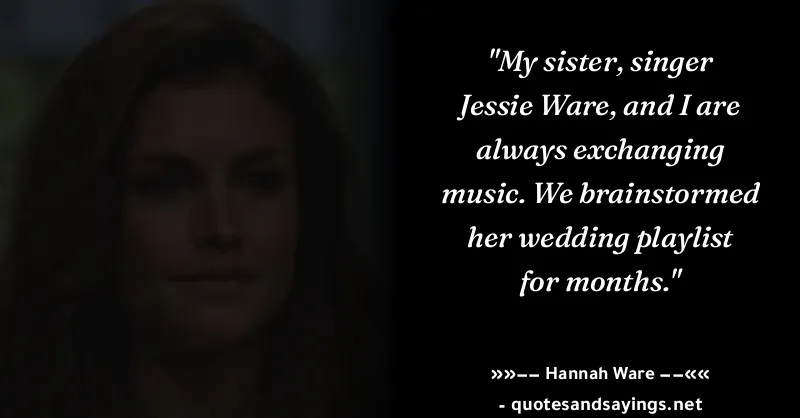 "My sister, singer
Jessie Ware, and I are
always exchanging
music. We brainstormed
her wedding playlist
for months."
»»−− Hannah Ware −−««
- quotesandsayings.net